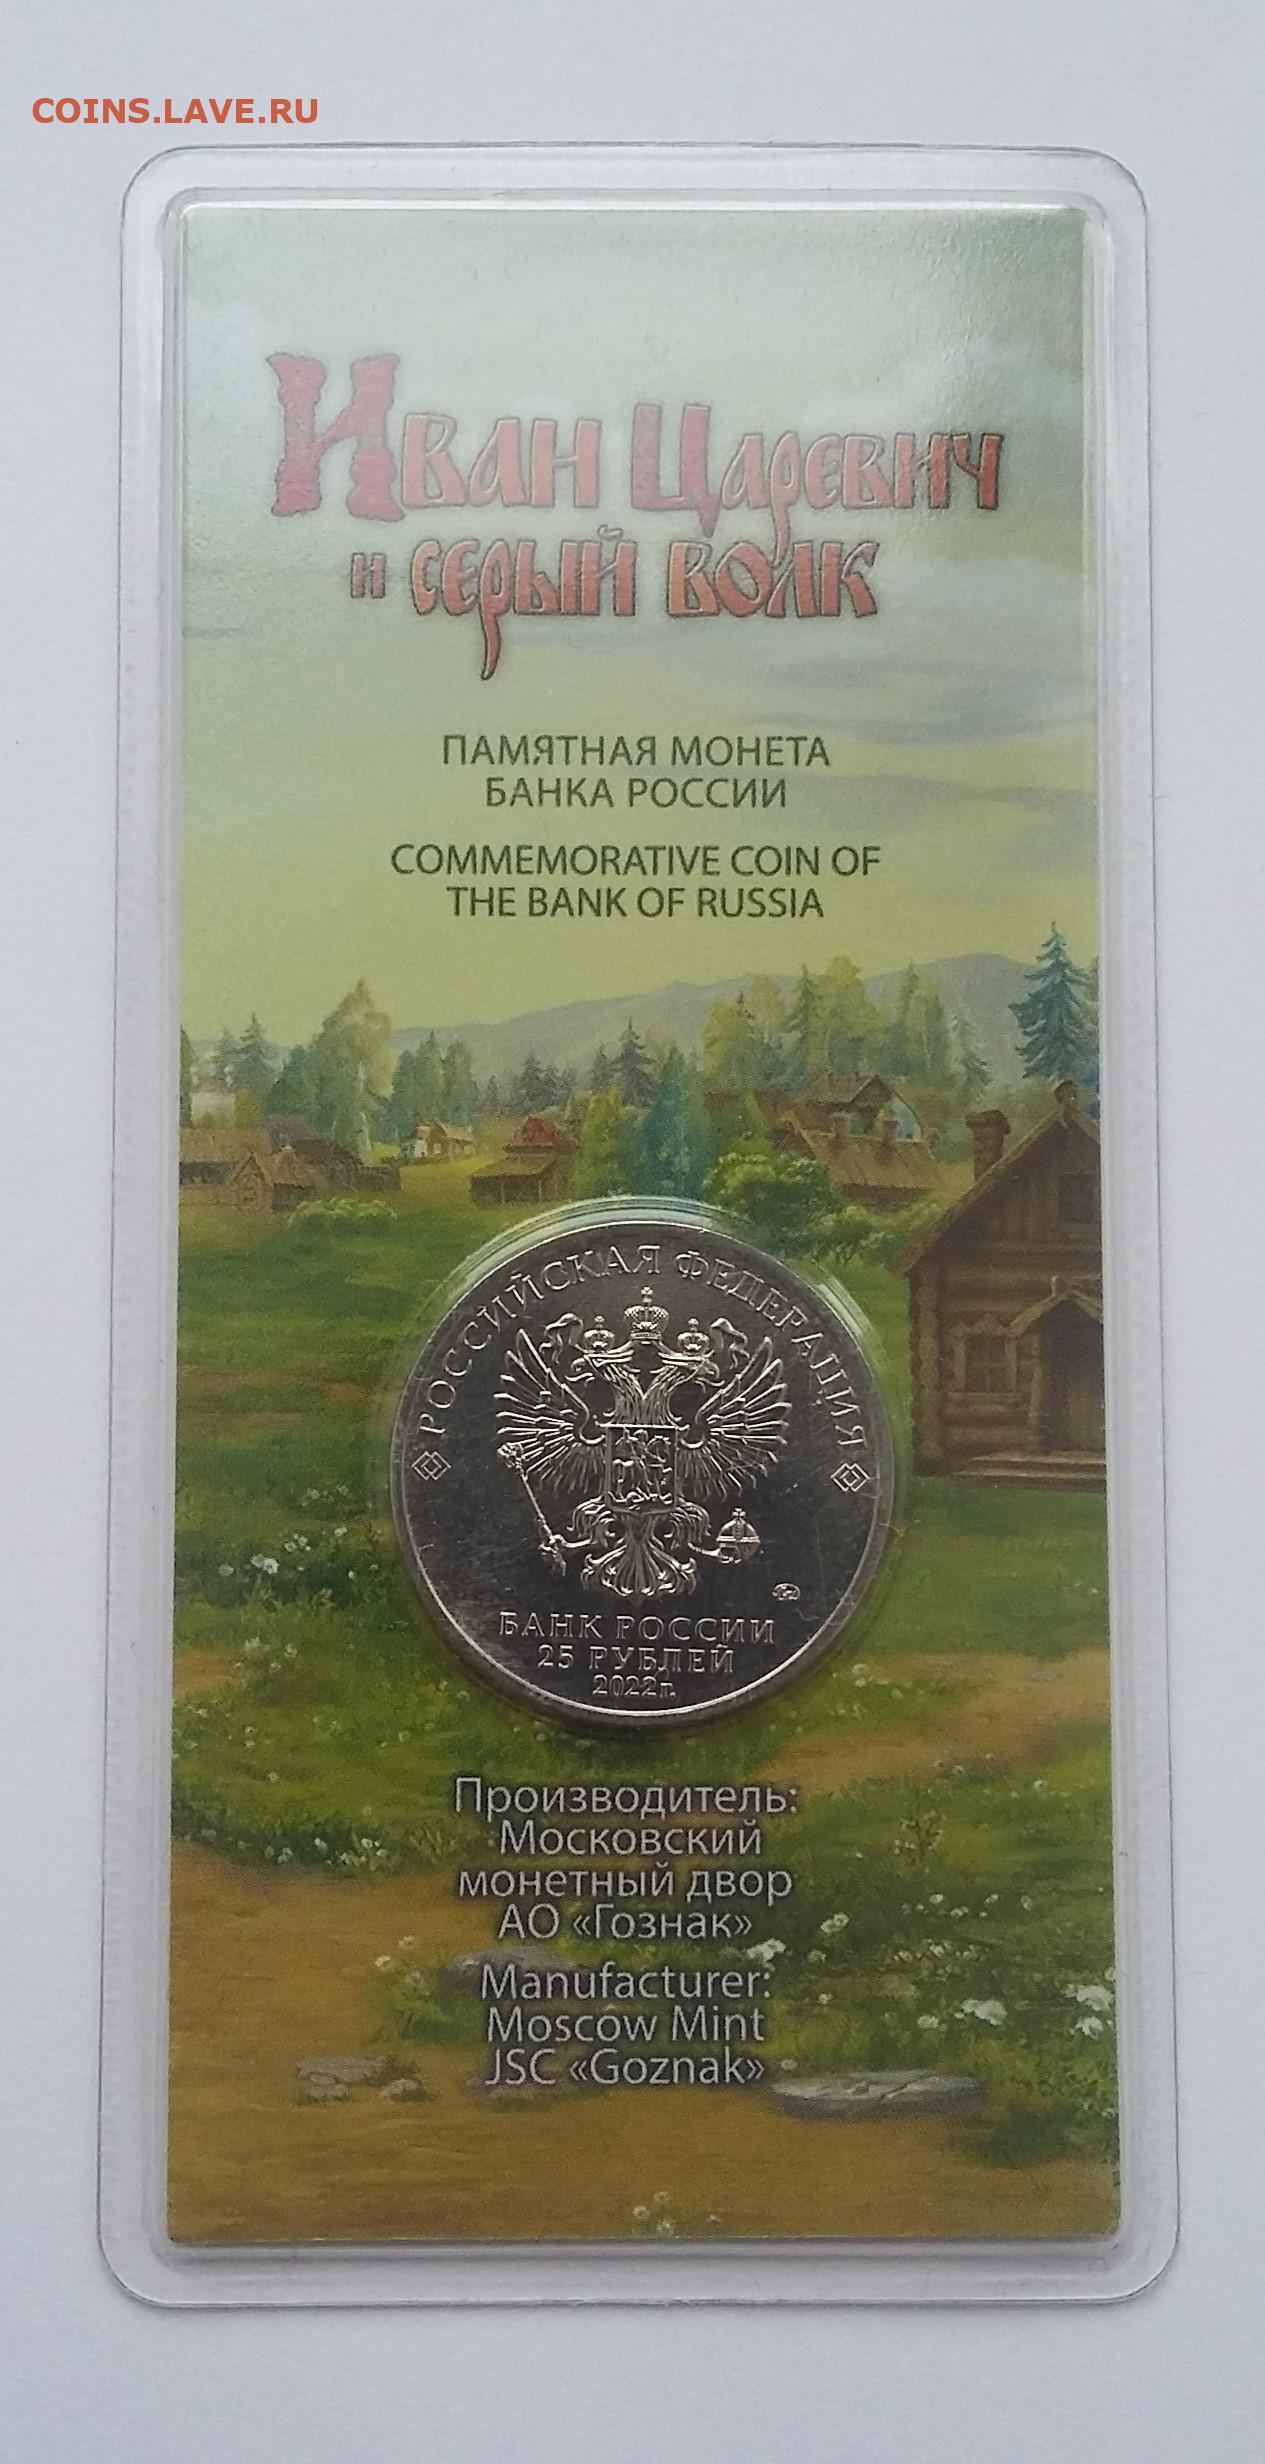 COINS.LAVE.RU
Иван Царевич
и серый волк
ПАМЯТНАЯ МОНЕТА
БАНКА РОССИИ
COMMEMORATIVE COIN OF
THE BANK OF RUSSIA
РОССИЙСКАЯ ФЕДЕРАЦИЯ
БАНК РОССИИ
25 РУБЛЕЙ
2022г.
Производитель:
Московский
монетный двор
АО «Гознак»
Manufacturer:
Moscow Mint
JSC «Goznak»